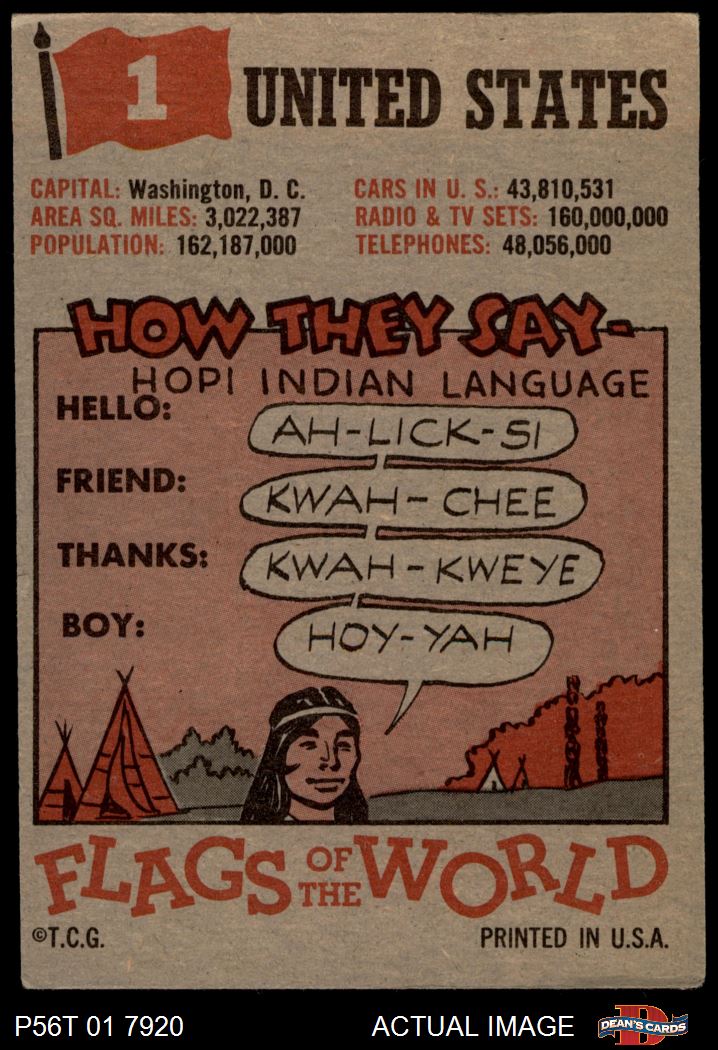 1 UNITED STATES
CAPITAL: Washington, D. C. CARS IN U. S.: 43,810,531
AREA SQ. MILES: 3,022,387 RADIO & TV SETS: 160,000,000
POPULATION: 162,187,000 TELEPHONES: 48,056,000
HOW THEY SAY-
HOPI INDIAN LANGUAGE
HELLO: AH-LICK-SI
FRIEND: KWAH-CHEE
THANKS: KWAH-KWEYE
BOY: HOY-YAH
FLAGS OF THE WORLD
©T.C.G. PRINTED IN U.S.A.
P56T 01 7920 ACTUAL IMAGE D DEAN'S CARDS